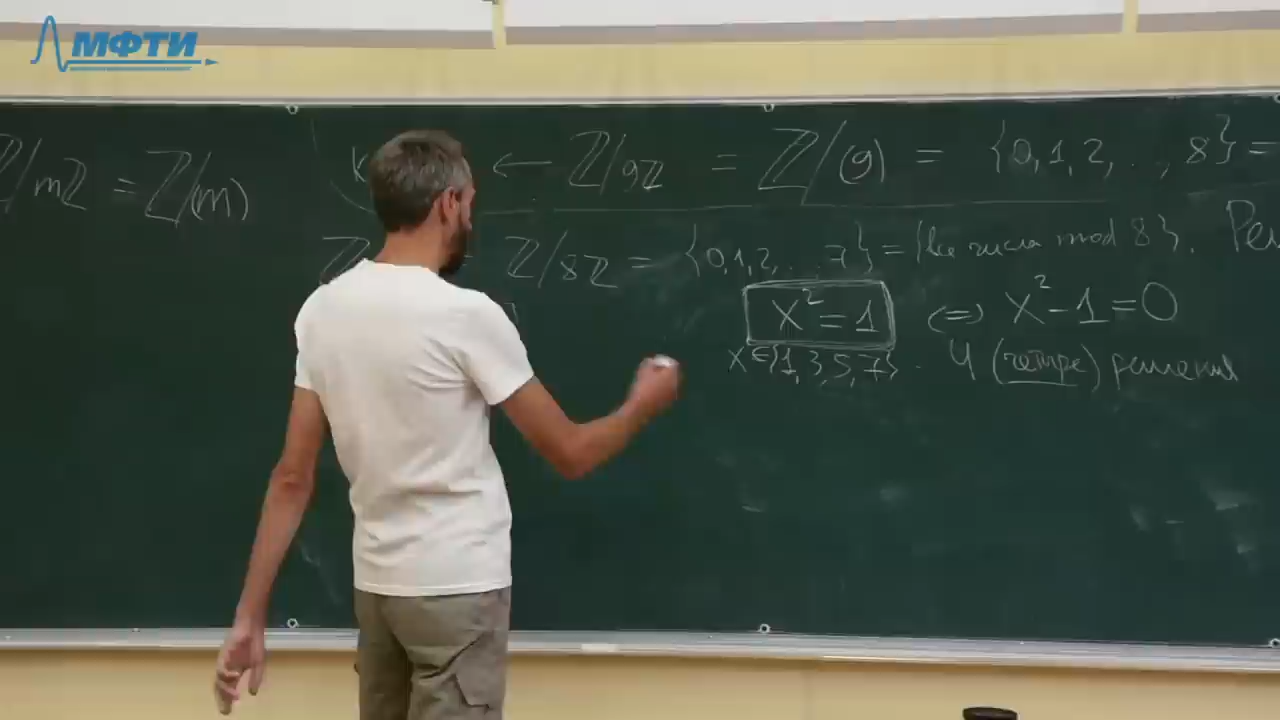 МФТИ
ℤ/mℤ = ℤ/(m)
← ℤ/9ℤ = ℤ/(9) = {0,1,2,..,8} =
ℤ/8ℤ = {0,1,2,...7} = {все числа mod 8}.
x² = 1 ⇔ x² - 1 = 0
x ∈ {1,3,5,7}. 4 (четыре) решения